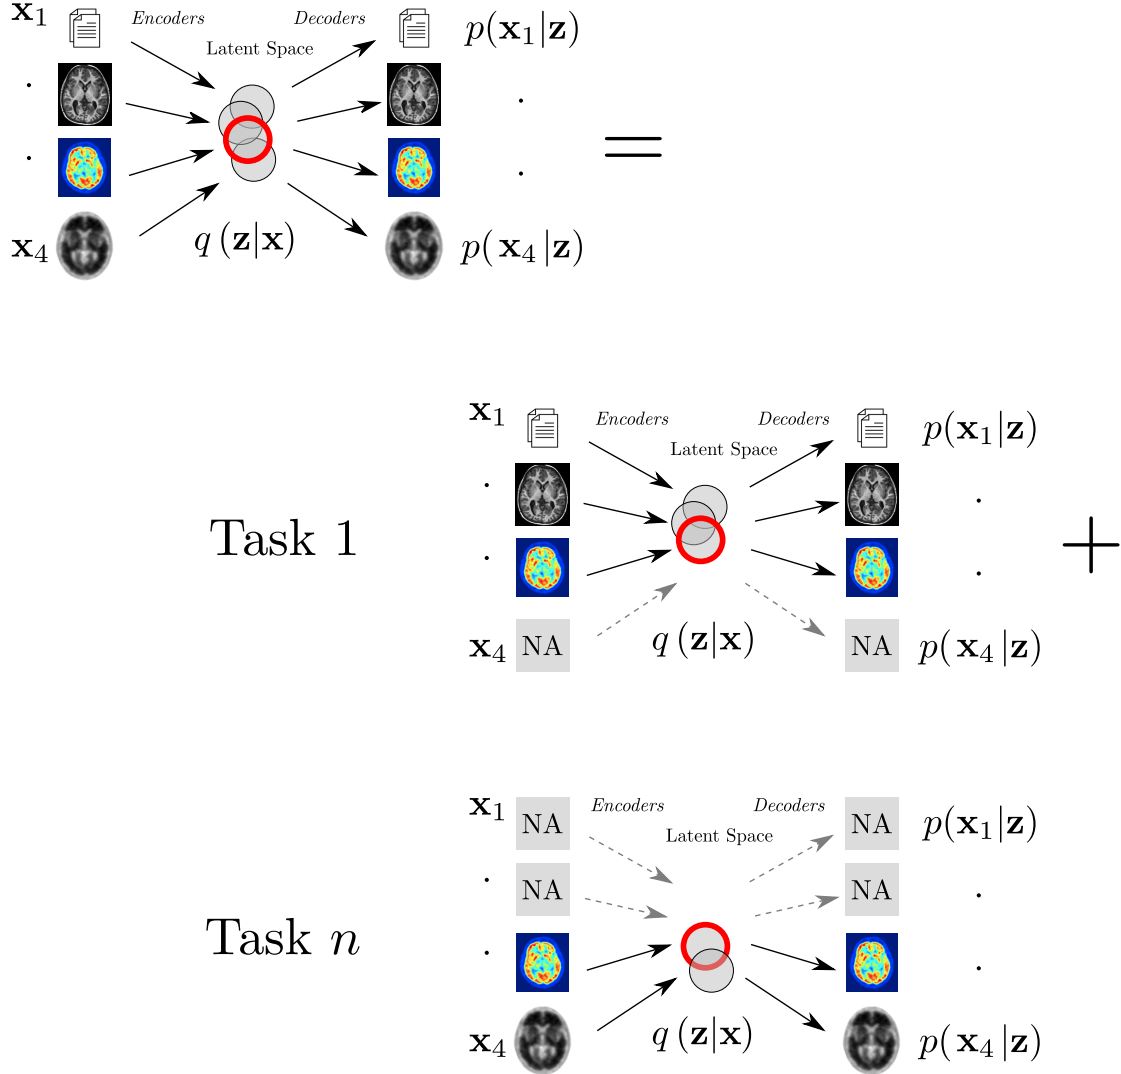 x₁ Encoders Decoders p(x₁|z)
Latent Space
. .
=
. .
x₄ q (z|x) p( x₄ |z)
x₁ Encoders Decoders p(x₁|z)
Latent Space
. .
Task 1 +
. .
x₄ NA q (z|x) NA p( x₄ |z)
x₁ NA Encoders Decoders NA p(x₁|z)
Latent Space
. NA NA .
Task n
. .
x₄ q (z|x) p( x₄ |z)